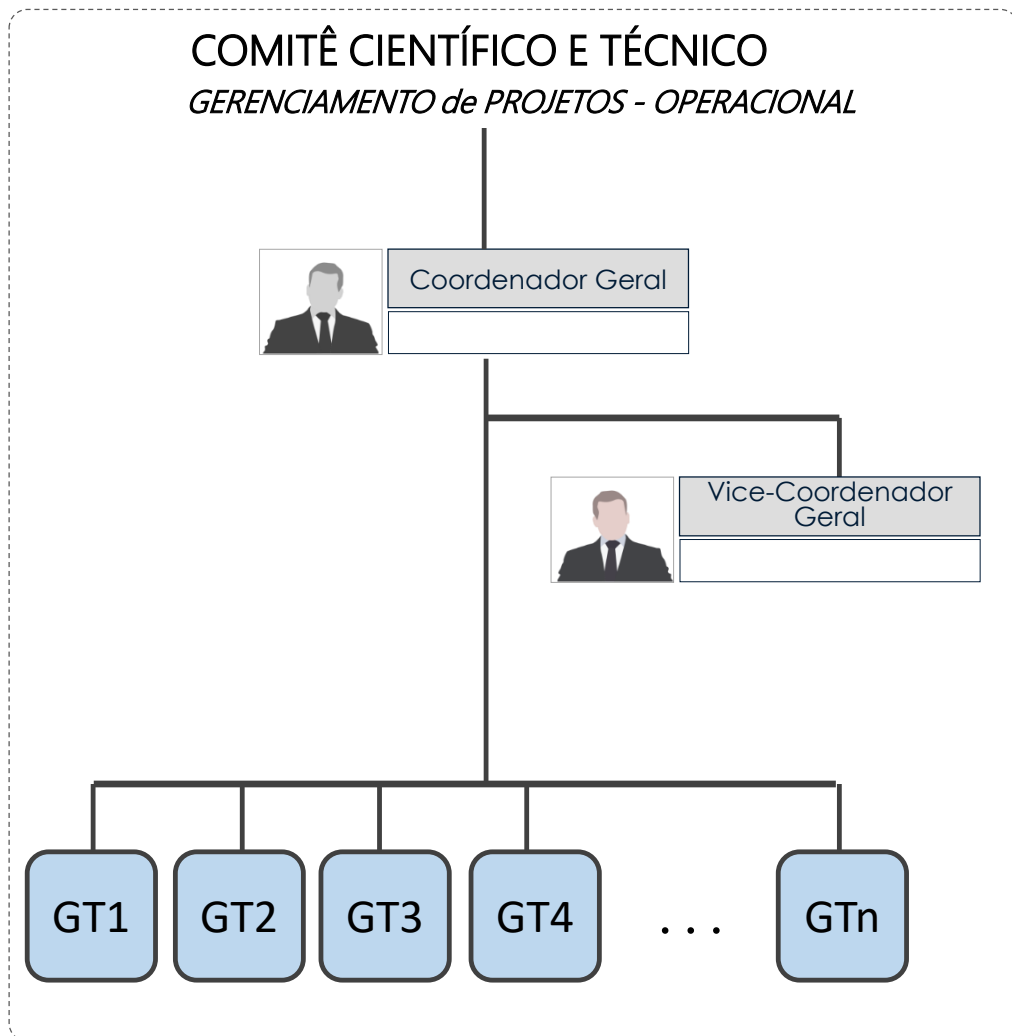 COMITÊ CIENTÍFICO E TÉCNICO
GERENCIAMENTO de PROJETOS - OPERACIONAL
Coordenador Geral
Vice-Coordenador
Geral
GT1 GT2 GT3 GT4 . . . GTn